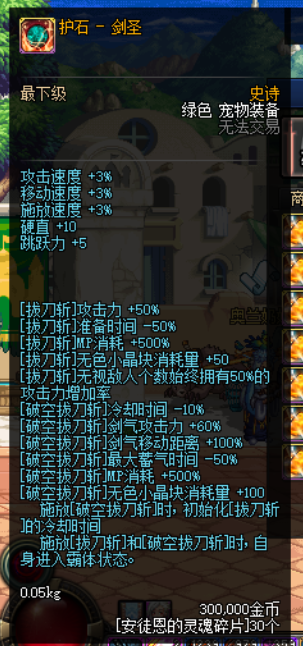 护石 - 剑圣
最下级
史诗
绿色 宠物装备
无法交易
攻击速度 +3%
移动速度 +3%
施放速度 +3%
硬直 +10
跳跃力 +5
[拔刀斩]攻击力 +50%
[拔刀斩]准备时间 -50%
[拔刀斩]MP消耗 +500%
[拔刀斩]无色小晶块消耗量 +50
[拔刀斩]无视敌人个数始终拥有50%的
攻击力增加率
[破空拔刀斩]冷却时间 -10%
[破空拔刀斩]剑气攻击力 +60%
[破空拔刀斩]剑气移动距离 +100%
[破空拔刀斩]最大蓄气时间 -50%
[破空拔刀斩]MP消耗 +500%
[破空拔刀斩]无色小晶块消耗量 +100
施放[破空拔刀斩]时，初始化[拔刀斩
]的冷却时间
施放[拔刀斩]和[破空拔刀斩]时，自
身进入霸体状态。
0.05kg
300,000金币
[安徒恩的灵魂碎片]30个
商
奥兰